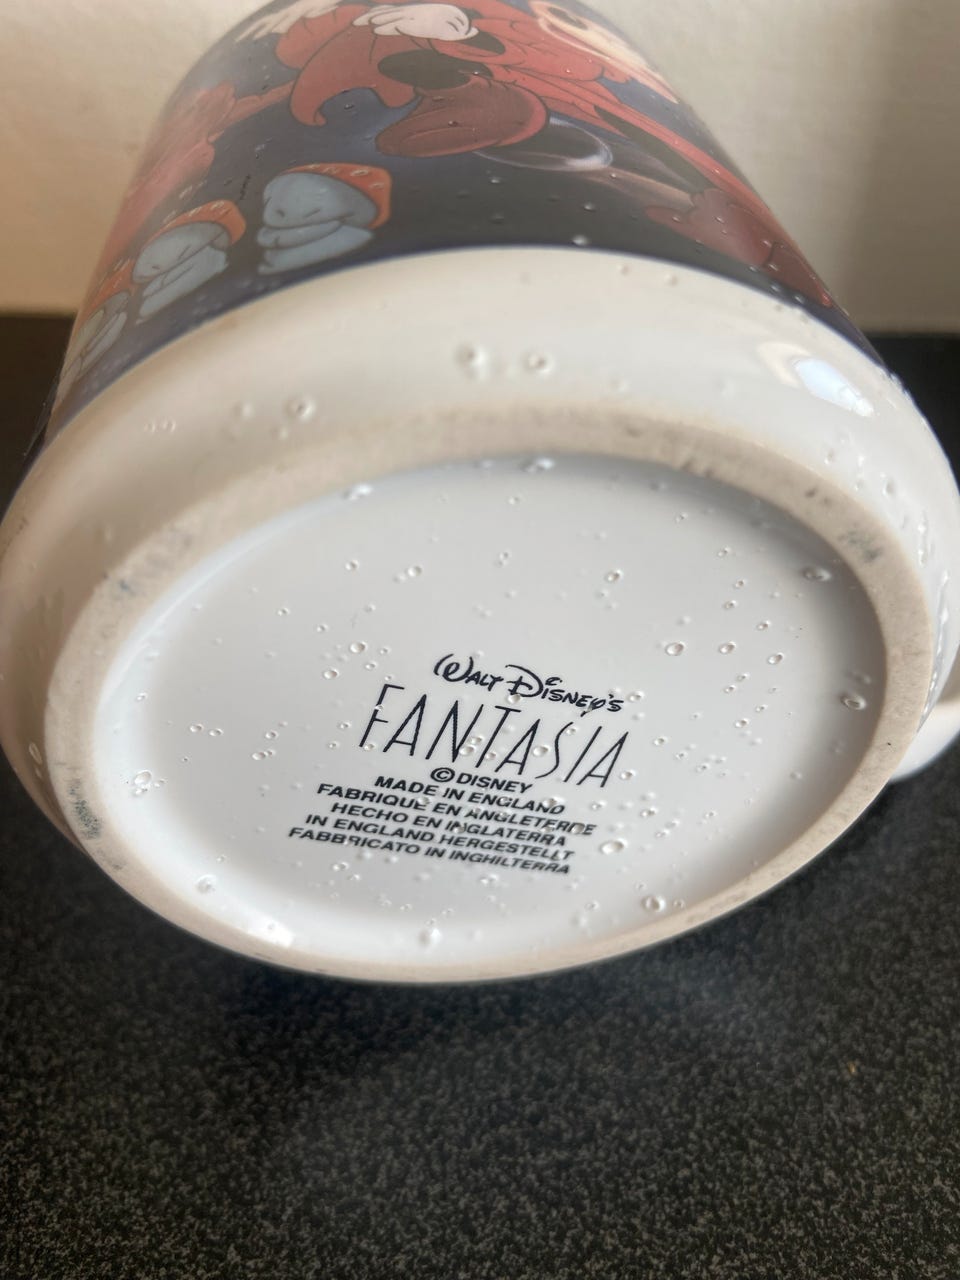 WALT DISNEY'S
FANTASIA
© DISNEY
MADE IN ENGLAND
FABRIQUE EN ANGLETERRE
HECHO EN INGLATERRA
IN ENGLAND HERGESTELLT
FABBRICATO IN INGHILTERRA